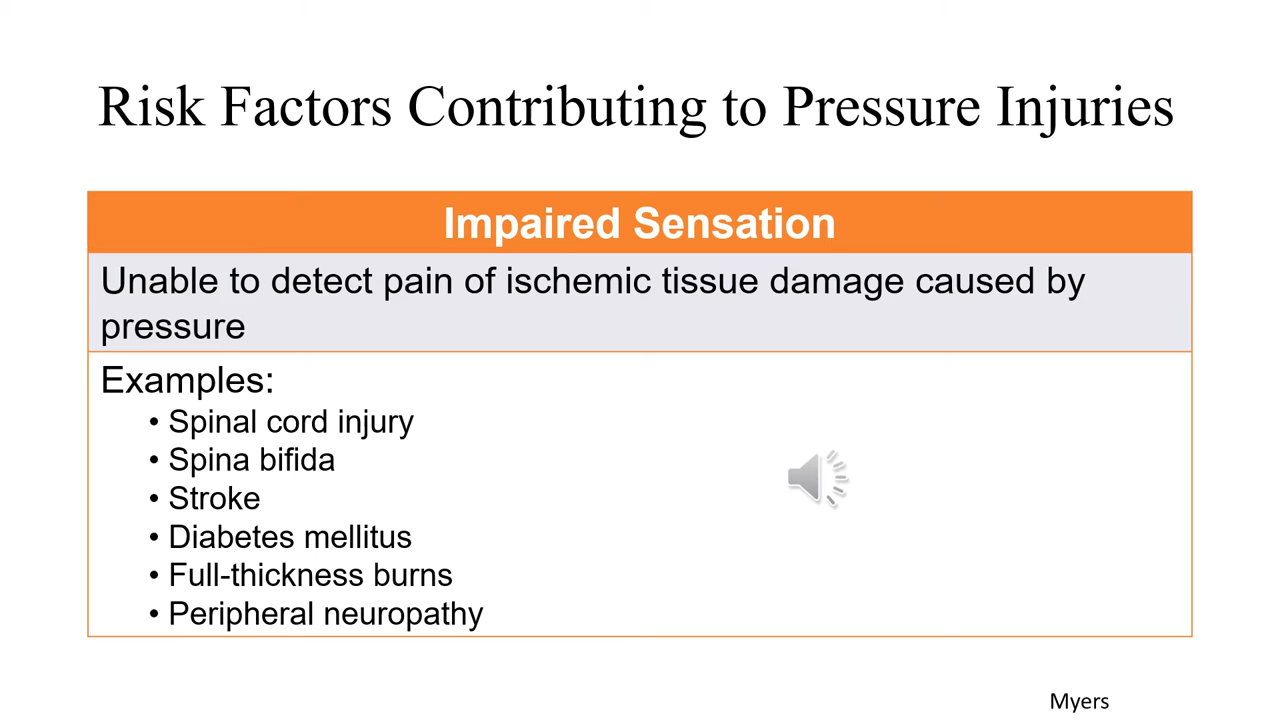 Risk Factors Contributing to Pressure Injuries
Impaired Sensation
Unable to detect pain of ischemic tissue damage caused by
pressure
Examples:
• Spinal cord injury
• Spina bifida
• Stroke
• Diabetes mellitus
• Full-thickness burns
• Peripheral neuropathy
Myers